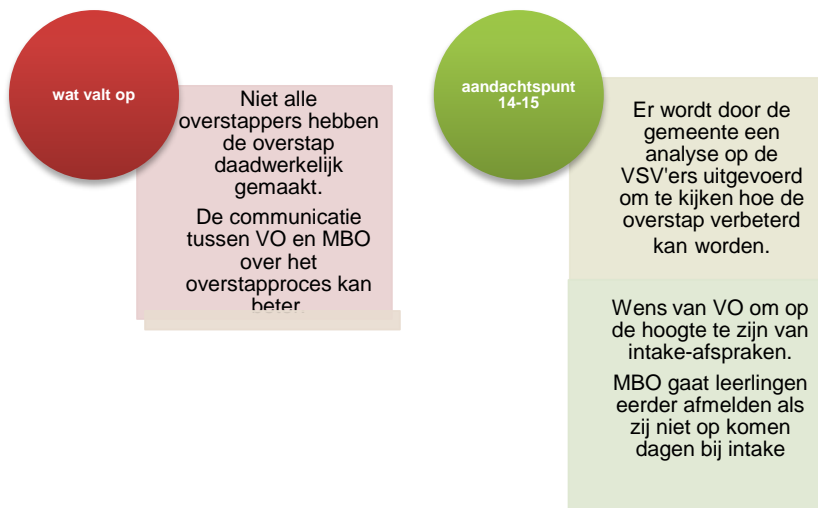 wat valt op
Niet alle
overstappers hebben
de overstap
daadwerkelijk
gemaakt.
De communicatie
tussen VO en MBO
over het
overstapproces kan
beter.
aandachtspunt
14-15
Er wordt door de
gemeente een
analyse op de
VSV'ers uitgevoerd
om te kijken hoe de
overstap verbeterd
kan worden.
Wens van VO om op
de hoogte te zijn van
intake-afspraken.
MBO gaat leerlingen
eerder afmelden als
zij niet op komen
dagen bij intake